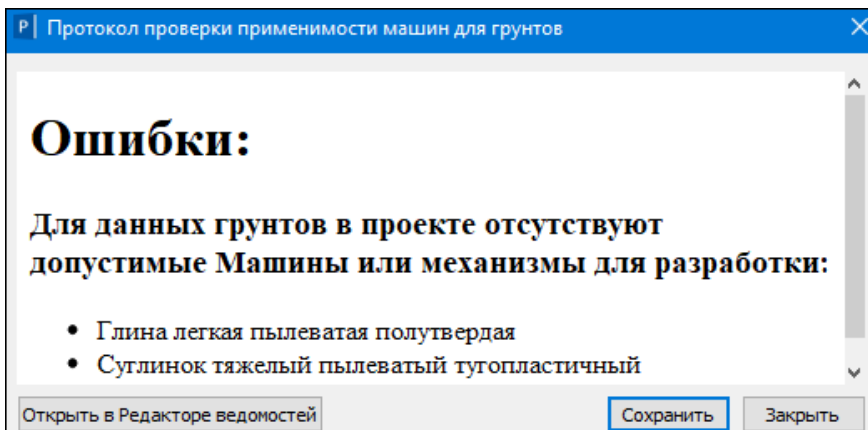 P Протокол проверки применимости машин для грунтов
Ошибки:
Для данных грунтов в проекте отсутствуют
допустимые Машины или механизмы для разработки:
• Глина легкая пылеватая полутвердая
• Суглинок тяжелый пылеватый тугопластичный
Открыть в Редакторе ведомостей Сохранить Закрыть